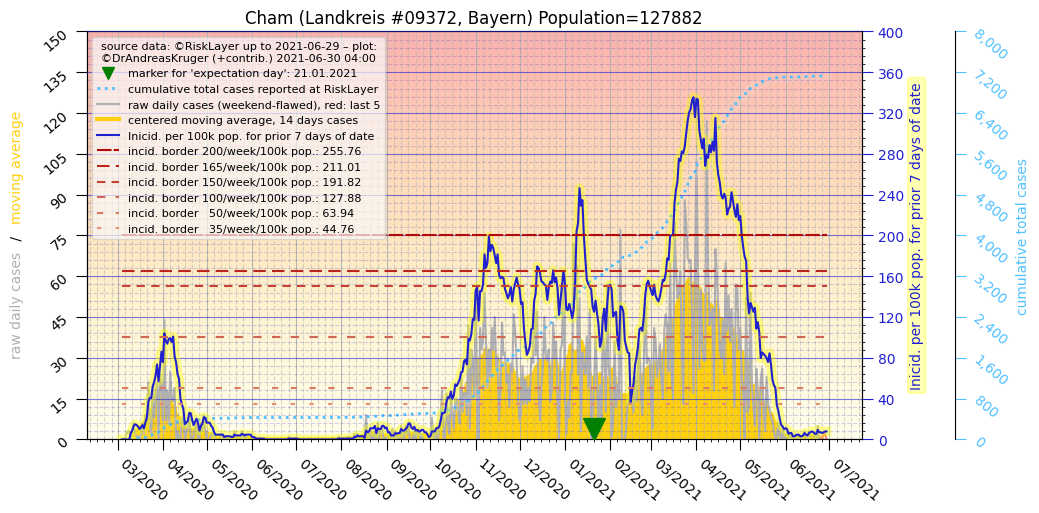 Cham (Landkreis #09372, Bayern) Population=127882
source data: ©RiskLayer up to 2021-06-29 – plot:
©DrAndreasKruger (+contrib.) 2021-06-30 04:00
marker for 'expectation day': 21.01.2021
cumulative total cases reported at RiskLayer
raw daily cases (weekend-flawed), red: last 5
centered moving average, 14 days cases
Inicid. per 100k pop. for prior 7 days of date
incid. border 200/week/100k pop.: 255.76
incid. border 165/week/100k pop.: 211.01
incid. border 150/week/100k pop.: 191.82
incid. border 100/week/100k pop.: 127.88
incid. border 50/week/100k pop.: 63.94
incid. border 35/week/100k pop.: 44.76
raw daily cases / moving average
150
135
120
105
90
75
60
45
30
15
0
03/2020
04/2020
05/2020
06/2020
07/2020
08/2020
09/2020
10/2020
11/2020
12/2020
01/2021
02/2021
03/2021
04/2021
05/2021
06/2021
07/2021
400
360
320
280
240
200
160
120
80
40
0
Inicid. per 100k pop. for prior 7 days of date
8,000
7,200
6,400
5,600
4,800
4,000
3,200
2,400
1,600
800
0
cumulative total cases